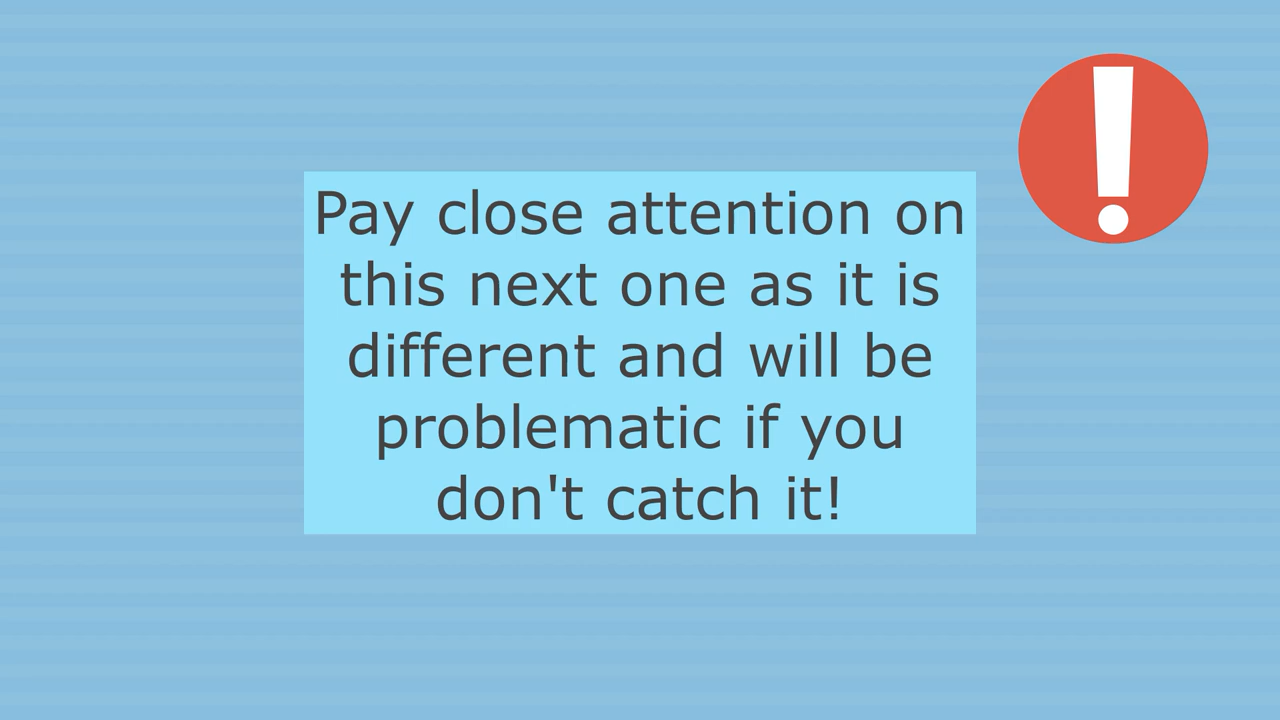 Pay close attention on
this next one as it is
different and will be
problematic if you
don't catch it!